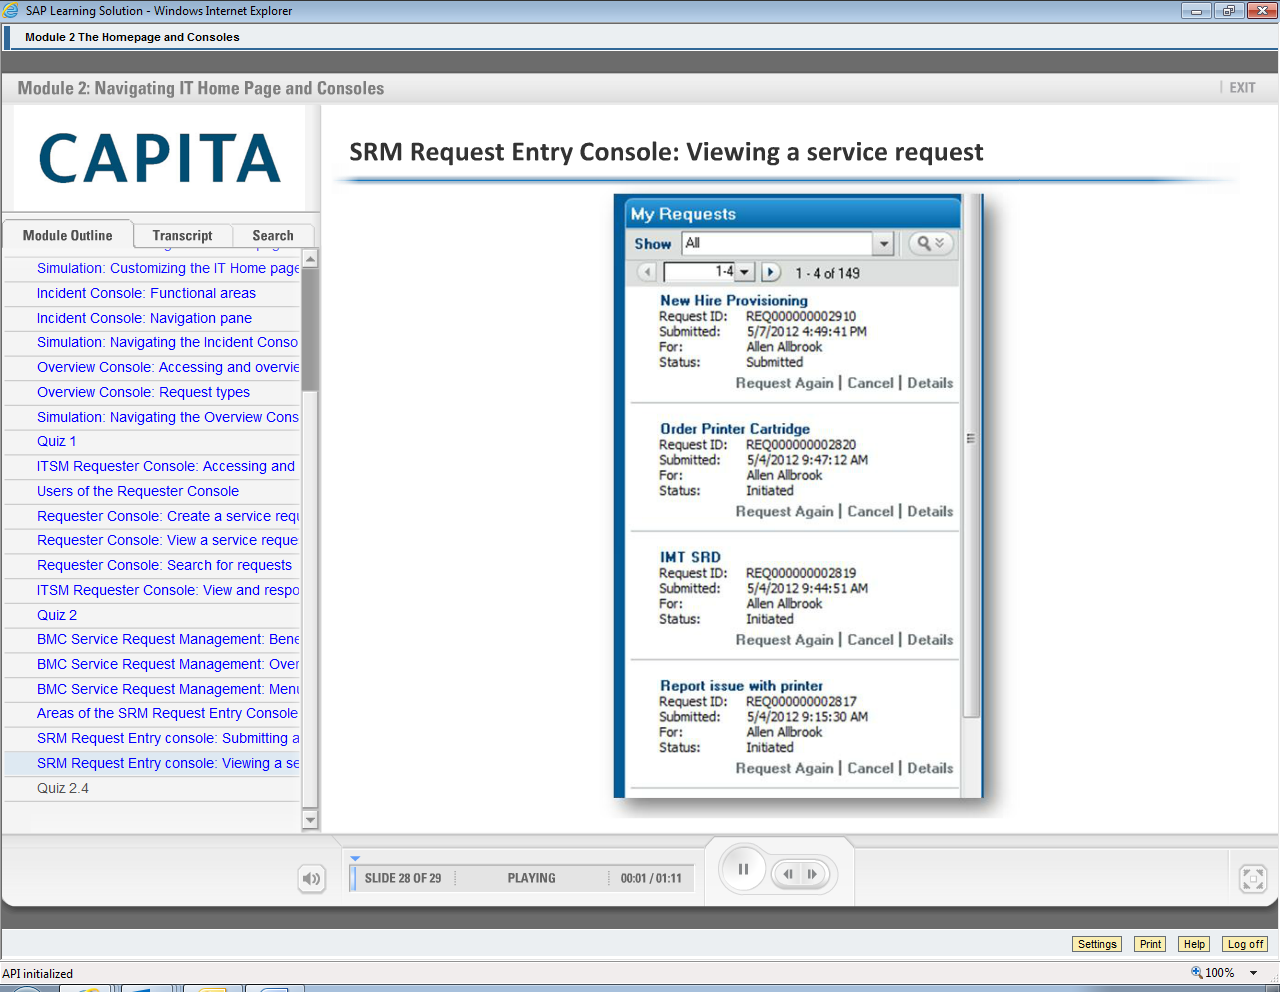 SAP Learning Solution - Windows Internet Explorer
Module 2 The Homepage and Consoles
Module 2: Navigating IT Home Page and Consoles
EXIT
CAPITA
SRM Request Entry Console: Viewing a service request
Module Outline
Transcript
Search
Simulation: Customizing the IT Home page
Incident Console: Functional areas
Incident Console: Navigation pane
Simulation: Navigating the Incident Conso
Overview Console: Accessing and overvie
Overview Console: Request types
Simulation: Navigating the Overview Cons
Quiz 1
ITSM Requester Console: Accessing and
Users of the Requester Console
Requester Console: Create a service requ
Requester Console: View a service reque
Requester Console: Search for requests
ITSM Requester Console: View and respo
Quiz 2
BMC Service Request Management: Bene
BMC Service Request Management: Over
BMC Service Request Management: Menu
Areas of the SRM Request Entry Console
SRM Request Entry console: Submitting a
SRM Request Entry console: Viewing a se
Quiz 2.4
My Requests
Show All
1-4 1 - 4 of 149
New Hire Provisioning
Request ID: REQ000000002910
Submitted: 5/7/2012 4:49:41 PM
For: Allen Allbrook
Status: Submitted
Request Again | Cancel | Details
Order Printer Cartridge
Request ID: REQ000000002820
Submitted: 5/4/2012 9:47:12 AM
For: Allen Allbrook
Status: Initiated
Request Again | Cancel | Details
IMT SRD
Request ID: REQ000000002819
Submitted: 5/4/2012 9:44:51 AM
For: Allen Allbrook
Status: Initiated
Request Again | Cancel | Details
Report issue with printer
Request ID: REQ000000002817
Submitted: 5/4/2012 9:15:30 AM
For: Allen Allbrook
Status: Initiated
Request Again | Cancel | Details
SLIDE 28 OF 29
PLAYING
00:01 / 01:11
Settings
Print
Help
Log off
API initialized
100%